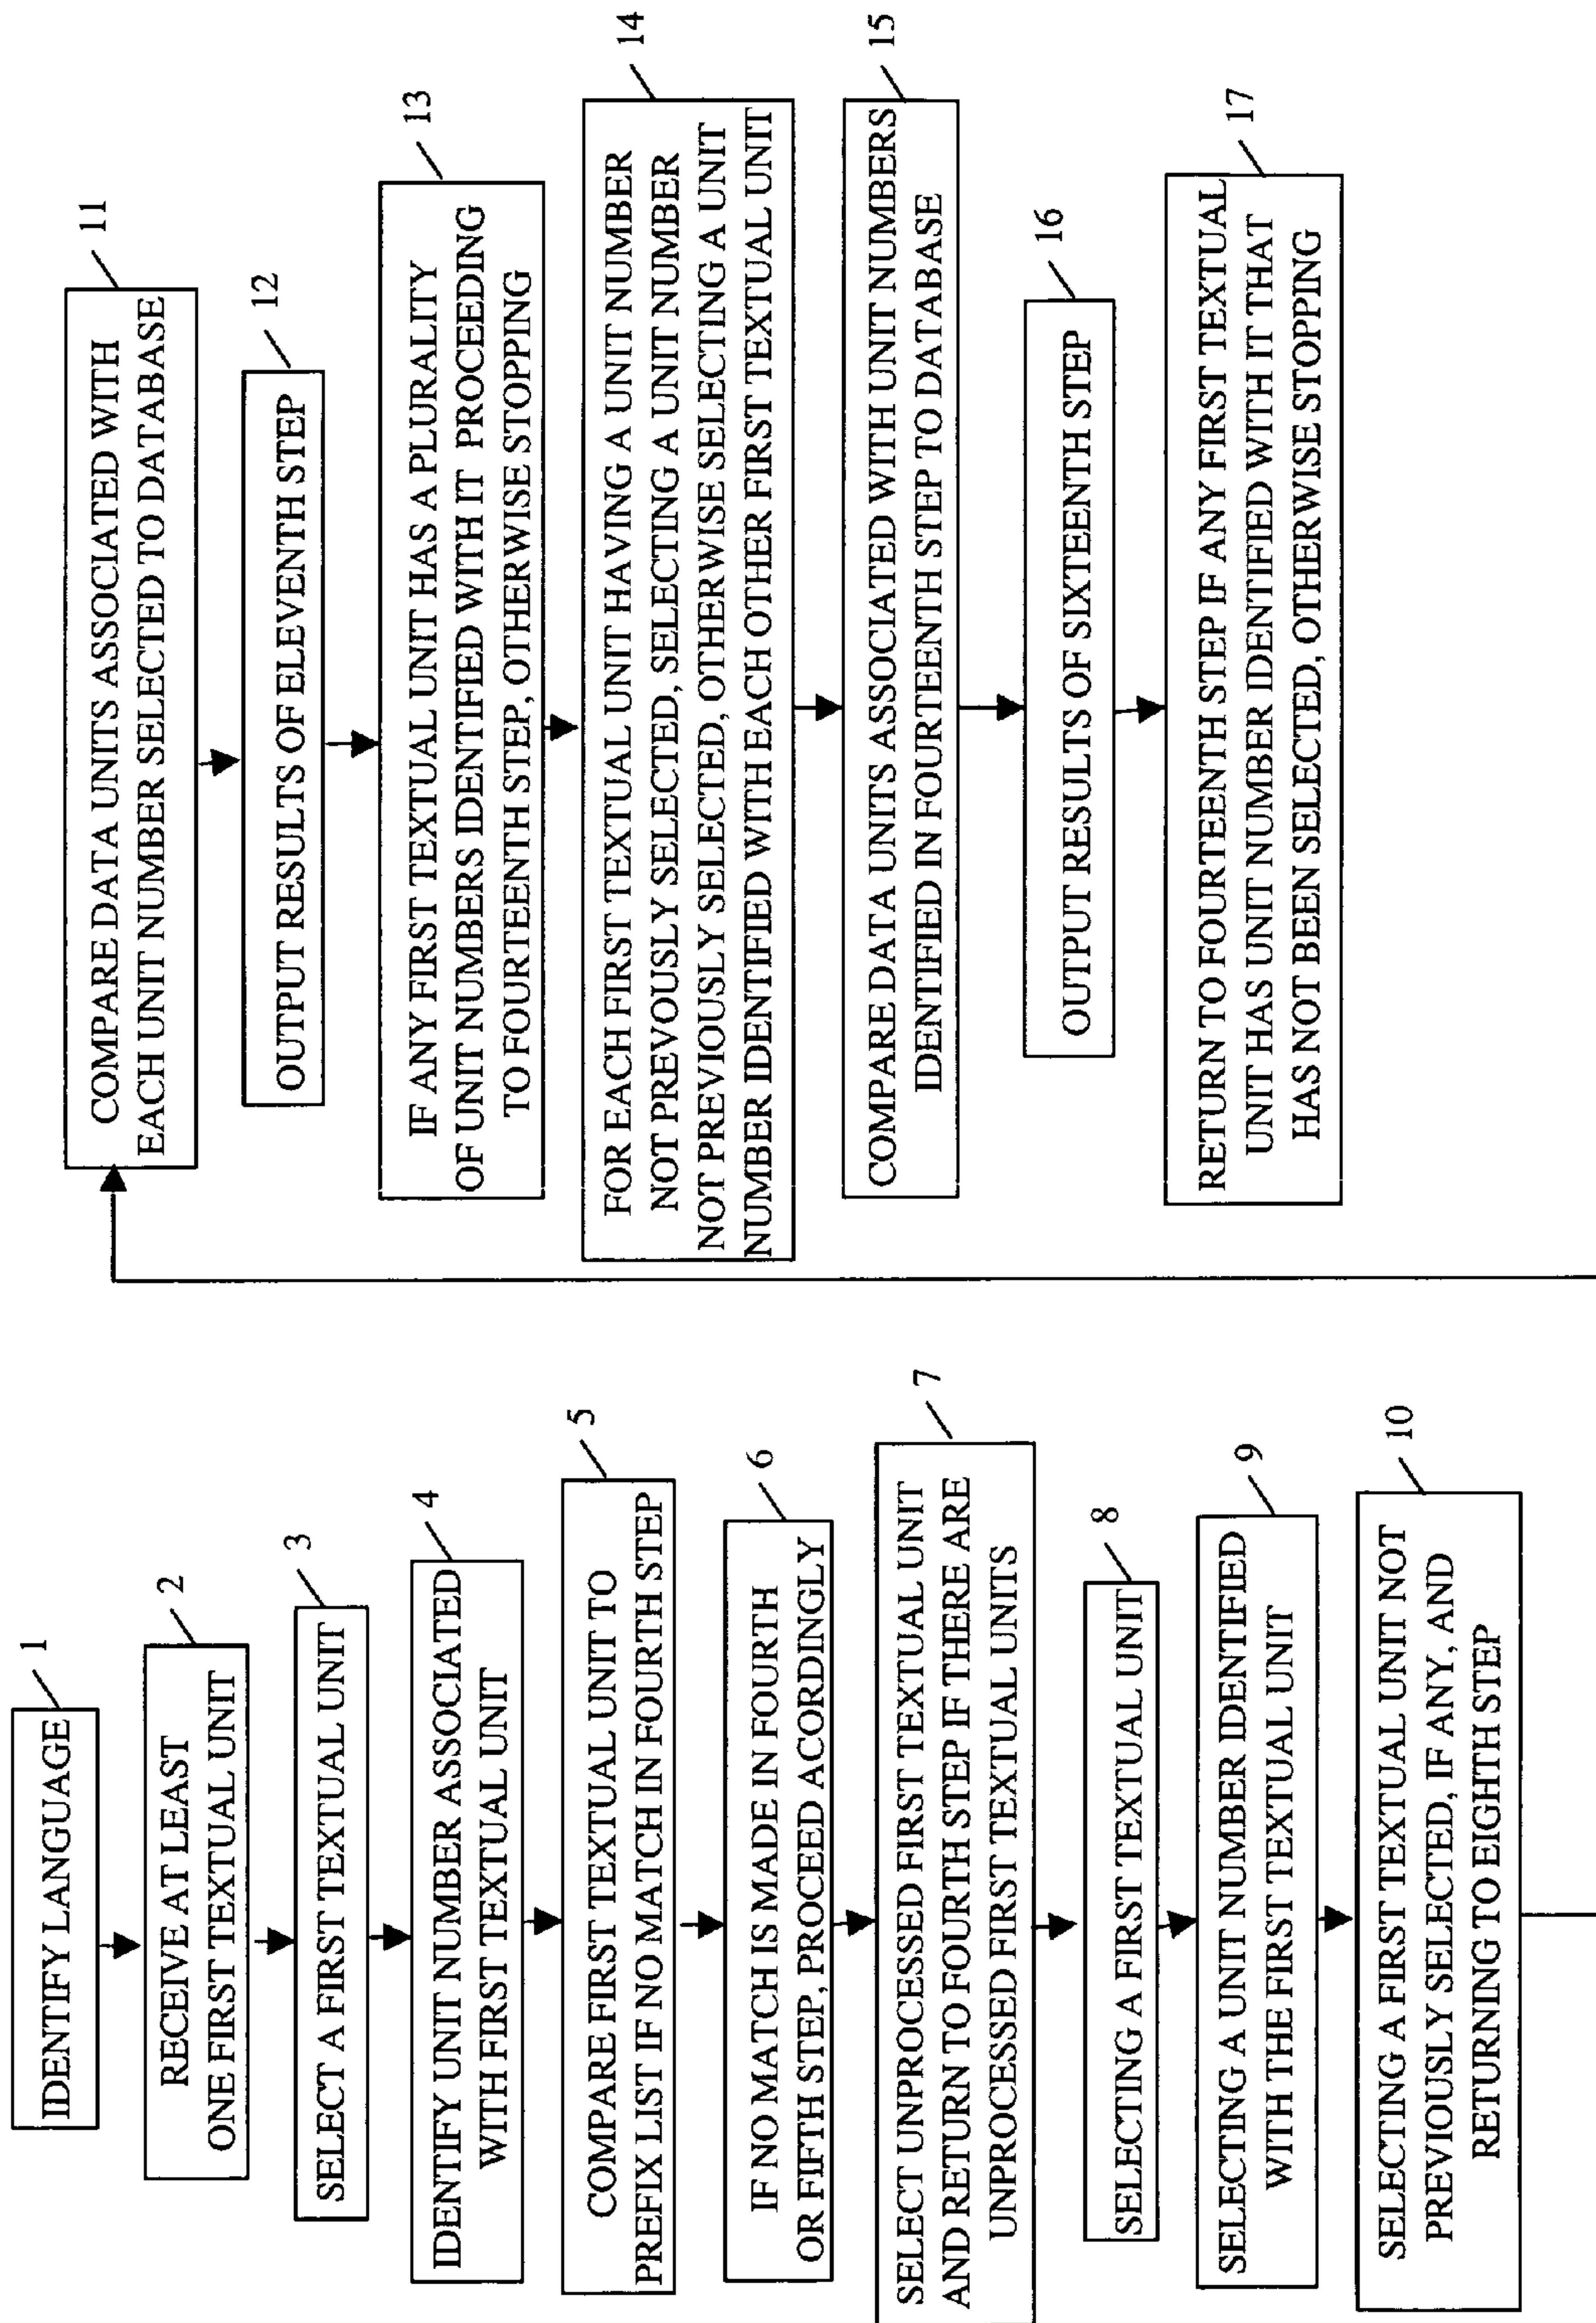 1
IDENTIFY LANGUAGE
2
RECEIVE AT LEAST
ONE FIRST TEXTUAL UNIT
3
SELECT A FIRST TEXTUAL UNIT
4
IDENTIFY UNIT NUMBER ASSOCIATED
WITH FIRST TEXTUAL UNIT
5
COMPARE FIRST TEXTUAL UNIT TO
PREFIX LIST IF NO MATCH IN FOURTH STEP
6
IF NO MATCH IS MADE IN FOURTH
OR FIFTH STEP, PROCEED ACORDINGLY
7
SELECT UNPROCESSED FIRST TEXTUAL UNIT
AND RETURN TO FOURTH STEP IF THERE ARE
UNPROCESSED FIRST TEXTUAL UNITS
8
SELECTING A FIRST TEXTUAL UNIT
9
SELECTING A UNIT NUMBER IDENTIFIED
WITH THE FIRST TEXTUAL UNIT
10
SELECTING A FIRST TEXTUAL UNIT NOT
PREVIOUSLY SELECTED, IF ANY, AND
RETURNING TO EIGHTH STEP
11
COMPARE DATA UNITS ASSOCIATED WITH
EACH UNIT NUMBER SELECTED TO DATABASE
12
OUTPUT RESULTS OF ELEVENTH STEP
13
IF ANY FIRST TEXTUAL UNIT HAS A PLURALITY
OF UNIT NUMBERS IDENTIFIED WITH IT PROCEEDING
TO FOURTEENTH STEP, OTHERWISE STOPPING
14
FOR EACH FIRST TEXTUAL UNIT HAVING A UNIT NUMBER
NOT PREVOUSLY SELECTED, SELECTING A UNIT NUMBER
NOT PREVIOUSLY SELECTED, OTHERWISE SELECTING A UNIT
NUMBER IDENTIFIED WITH EACH OTHER FIRST TEXTUAL UNIT
15
COMPARE DATA UNITS ASSOCIATED WITH UNIT NUMBERS
IDENTIFIED IN FOURTEENTH STEP TO DATABASE
16
OUTPUT RESULTS OF SIXTEENTH STEP
17
RETURN TO FOURTEENTH STEP IF ANY FIRST TEXTUAL
UNIT HAS UNIT NUMBER IDENTIFIED WITH IT THAT
HAS NOT BEEN SELECTED, OTHERWISE STOPPING